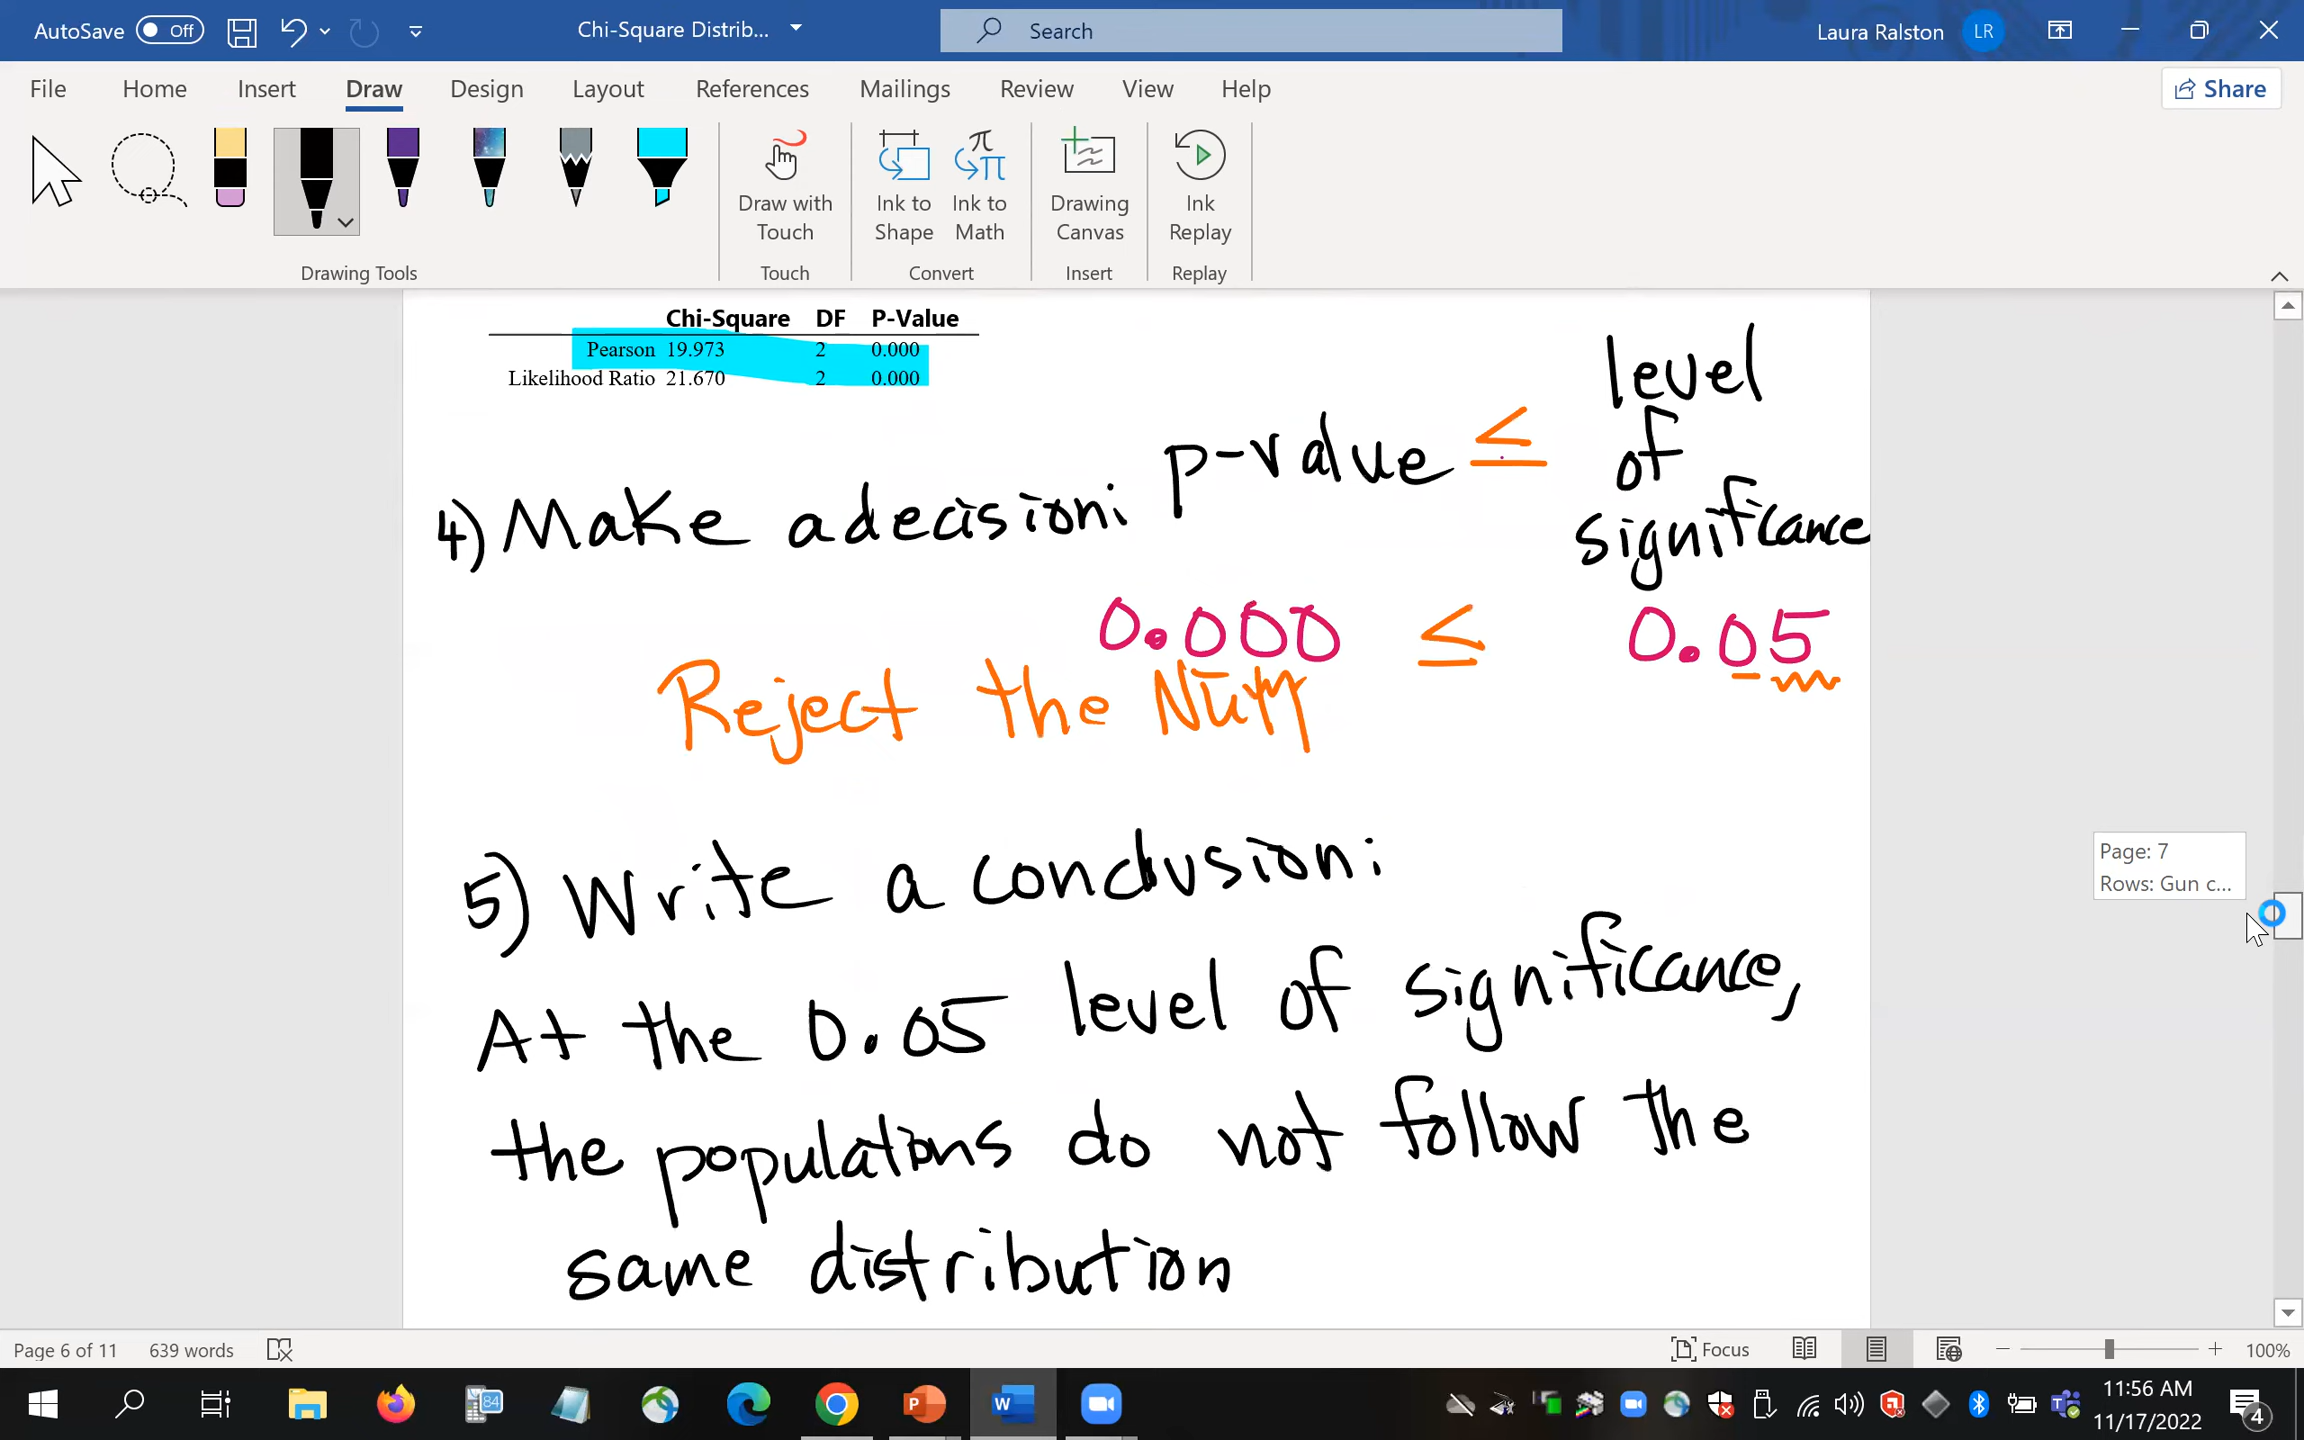 AutoSave Off Chi-Square Distrib... Search Laura Ralston LR
File Home Insert Draw Design Layout References Mailings Review View Help Share
Draw with Touch
Ink to Shape
Ink to Math
Drawing Canvas
Ink Replay
Drawing Tools Touch Convert Insert Replay
Chi-Square DF P-Value
Pearson 19.973 2 0.000
Likelihood Ratio 21.670 2 0.000
level
of
significance
4) Make a decision: p-value ≤
0.000 ≤ 0.05
Reject the Null
5) Write a conclusion:
At the 0.05 level of significance,
the populations do not follow the
same distribution
Page: 7
Rows: Gun c...
Page 6 of 11 639 words Focus 100%
84 P W
11:56 AM
11/17/2022
4